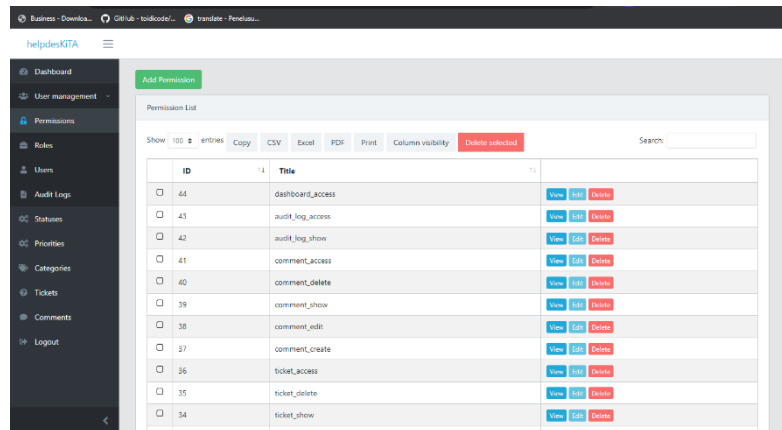 Business - Downloa... GitHub - toidicode/... translate - Penelusu...
helpdesKiTA
Dashboard
User management
Permissions
Roles
Users
Audit Logs
Statuses
Priorities
Categories
Tickets
Comments
Logout
Add Permission
Permission List
Show 100 entries Copy CSV Excel PDF Print Column visibility Delete selected Search:
ID Title
44 dashboard_access View Edit Delete
43 audit_log_access View Edit Delete
42 audit_log_show View Edit Delete
41 comment_access View Edit Delete
40 comment_delete View Edit Delete
39 comment_show View Edit Delete
38 comment_edit View Edit Delete
37 comment_create View Edit Delete
36 ticket_access View Edit Delete
35 ticket_delete View Edit Delete
34 ticket_show View Edit Delete